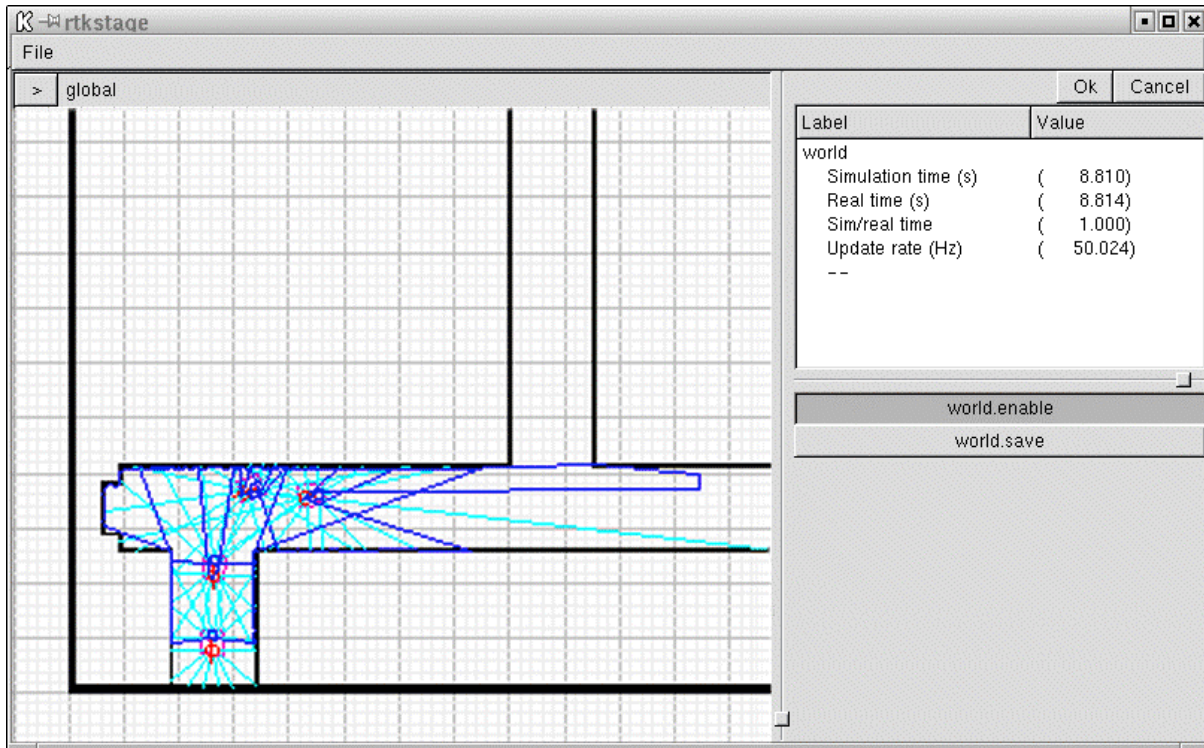 rtkstage
File
> global
Ok Cancel
Label Value
world
Simulation time (s) ( 8.810)
Real time (s) ( 8.814)
Sim/real time ( 1.000)
Update rate (Hz) ( 50.024)
--
world.enable
world.save